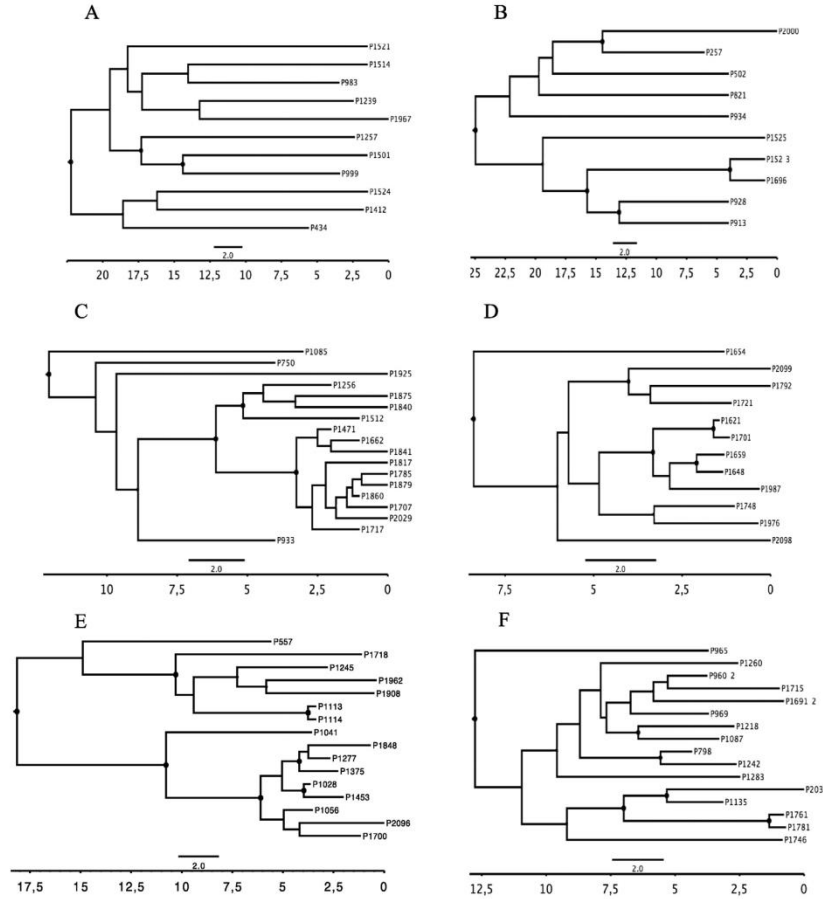 A
P1521
P1514
P983
P1239
P1967
P1257
P1501
P999
P1524
P1412
P434
2.0
20 17,5 15 12,5 10 7,5 5 2,5 0
B
P2000
P257
P502
P821
P934
P1525
P152 3
P1696
P928
P913
2.0
25 22,5 20 17,5 15 12,5 10 7,5 5 2,5 0
C
P1085
P750
P1925
P1256
P1875
P1840
P1512
P1471
P1662
P1841
P1817
P1785
P1879
P1860
P1707
P2029
P1717
P933
2.0
10 7,5 5 2,5 0
D
P1654
P2099
P1792
P1721
P1621
P1701
P1659
P1648
P1987
P1748
P1976
P2098
2.0
7,5 5 2,5 0
E
P557
P1718
P1245
P1962
P1908
P1113
P1114
P1041
P1848
P1277
P1375
P1028
P1453
P1056
P2096
P1700
2.0
17,5 15 12,5 10 7,5 5 2,5 0
F
P965
P1260
P960 2
P1715
P1691 2
P969
P1218
P1087
P798
P1242
P1283
P203
P1135
P1761
P1781
P1746
2.0
12,5 10 7,5 5 2,5 0